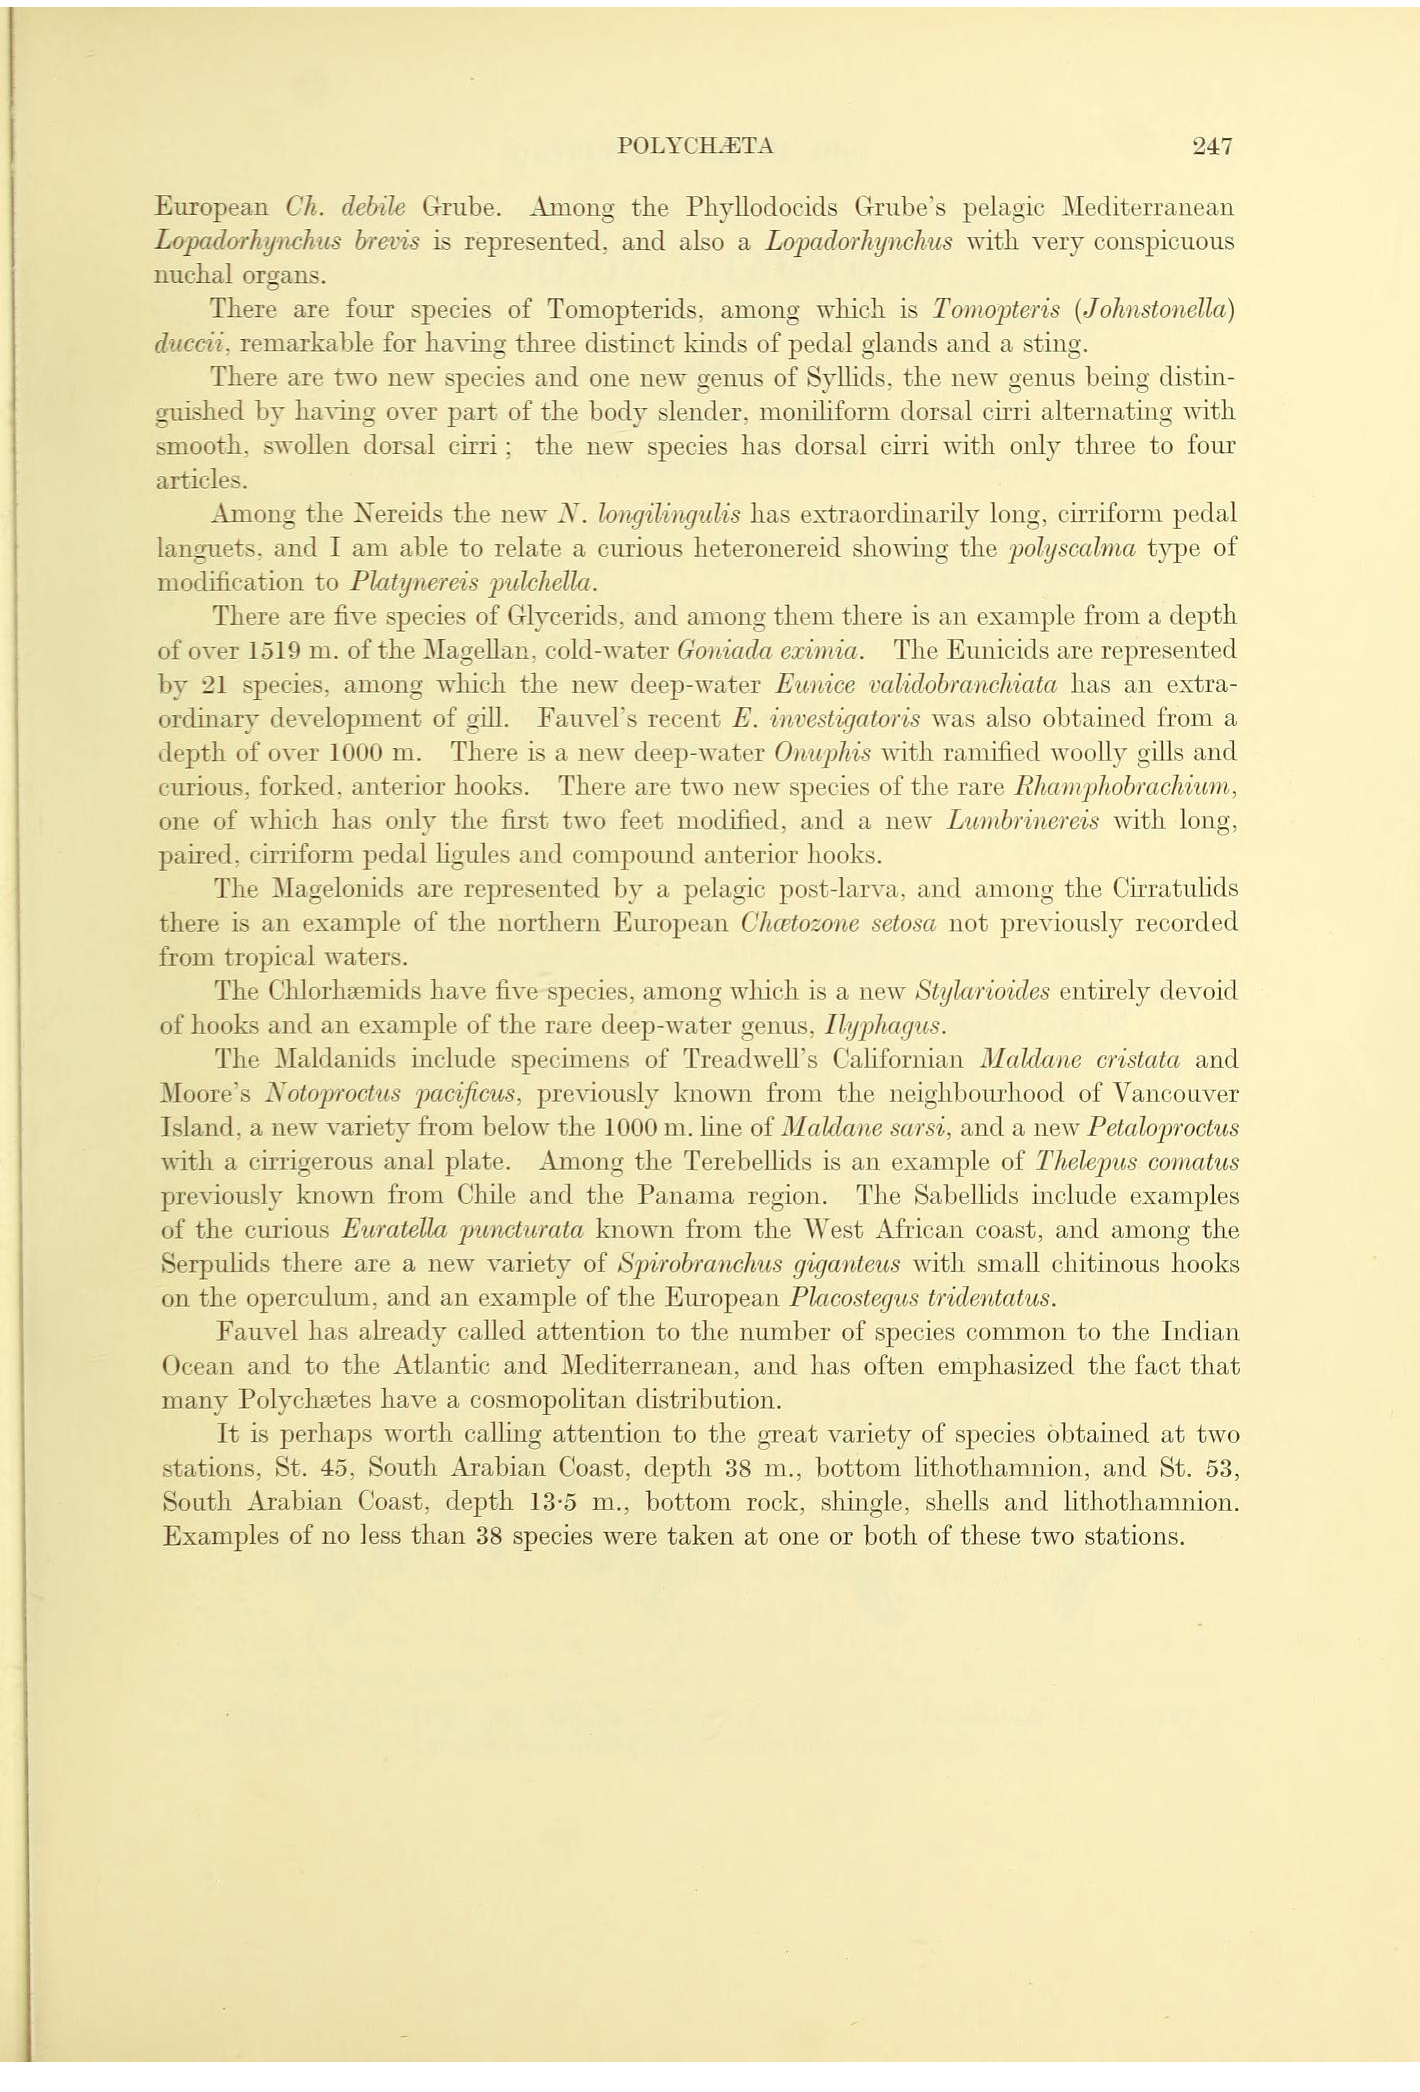 POLYCHÆTA 247
European Ch. debile Grube. Among the Phyllodocids Grube's pelagic Mediterranean
Lopadorhynchus brevis is represented, and also a Lopadorhynchus with very conspicuous
nuchal organs.
There are four species of Tomopterids, among which is Tomopteris (Johnstonella)
duccii, remarkable for having three distinct kinds of pedal glands and a sting.
There are two new species and one new genus of Syllids, the new genus being distin-
guished by having over part of the body slender, moniliform dorsal cirri alternating with
smooth, swollen dorsal cirri ; the new species has dorsal cirri with only three to four
articles.
Among the Nereids the new N. longilingulis has extraordinarily long, cirriform pedal
languets, and I am able to relate a curious heteronereid showing the polyscalma type of
modification to Platynereis pulchella.
There are five species of Glycerids, and among them there is an example from a depth
of over 1519 m. of the Magellan, cold-water Goniada eximia. The Eunicids are represented
by 21 species, among which the new deep-water Eunice validobranchiata has an extra-
ordinary development of gill. Fauvel's recent E. investigatoris was also obtained from a
depth of over 1000 m. There is a new deep-water Onuphis with ramified woolly gills and
curious, forked, anterior hooks. There are two new species of the rare Rhamphobrachium,
one of which has only the first two feet modified, and a new Lumbrinereis with long,
paired, cirriform pedal ligules and compound anterior hooks.
The Magelonids are represented by a pelagic post-larva, and among the Cirratulids
there is an example of the northern European Chætozone setosa not previously recorded
from tropical waters.
The Chlorhæmids have five species, among which is a new Stylarioides entirely devoid
of hooks and an example of the rare deep-water genus, Ilyphagus.
The Maldanids include specimens of Treadwell's Californian Maldane cristata and
Moore's Notoproctus pacificus, previously known from the neighbourhood of Vancouver
Island, a new variety from below the 1000 m. line of Maldane sarsi, and a new Petaloproctus
with a cirrigerous anal plate. Among the Terebellids is an example of Thelepus comatus
previously known from Chile and the Panama region. The Sabellids include examples
of the curious Euratella puncturata known from the West African coast, and among the
Serpulids there are a new variety of Spirobranchus giganteus with small chitinous hooks
on the operculum, and an example of the European Placostegus tridentatus.
Fauvel has already called attention to the number of species common to the Indian
Ocean and to the Atlantic and Mediterranean, and has often emphasized the fact that
many Polychætes have a cosmopolitan distribution.
It is perhaps worth calling attention to the great variety of species obtained at two
stations, St. 45, South Arabian Coast, depth 38 m., bottom lithothamnion, and St. 53,
South Arabian Coast, depth 13·5 m., bottom rock, shingle, shells and lithothamnion.
Examples of no less than 38 species were taken at one or both of these two stations.